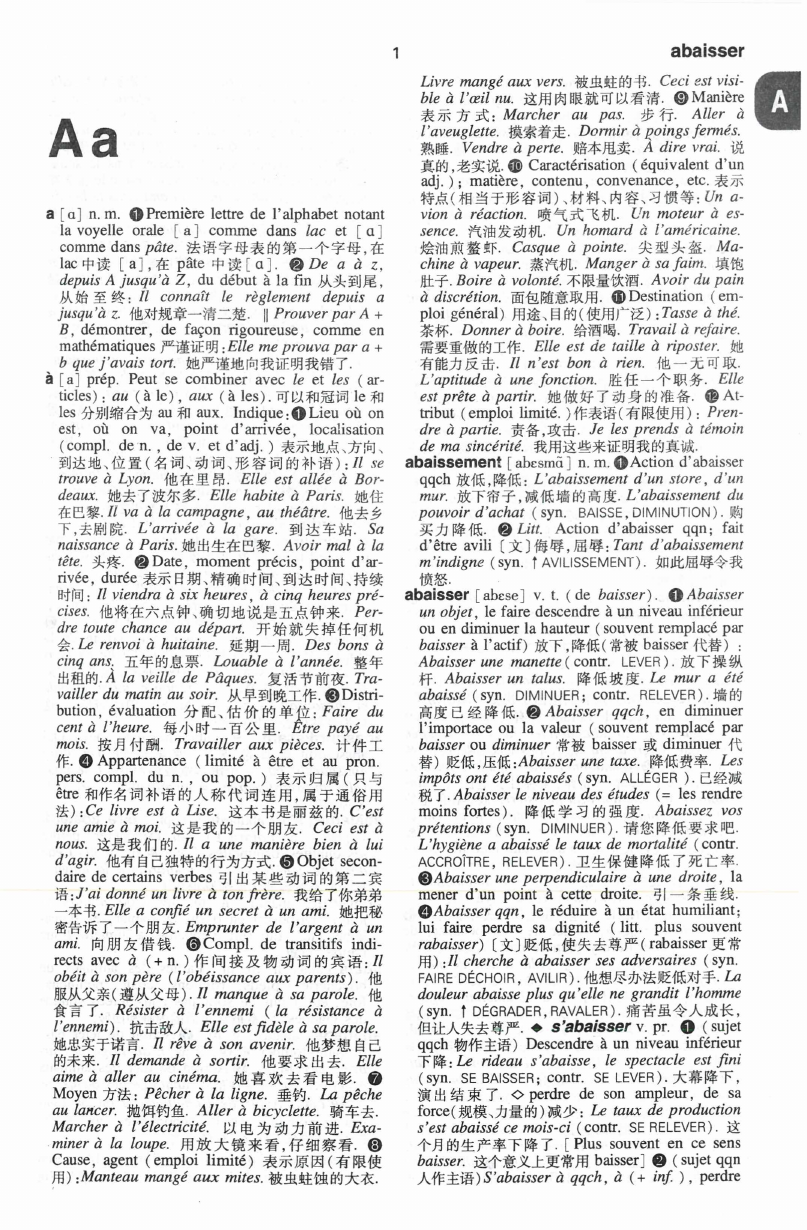 1
abaisser
A
A a
a [ɑ] n. m. ❶Première lettre de l'alphabet notant
la voyelle orale [a] comme dans lac et [ɑ]
comme dans pâte. 法语字母表的第一个字母,在
lac 中读 [a],在 pâte 中读[ɑ]. ❷ De a à z,
depuis A jusqu'à Z, du début à la fin 从头到尾,
从始至终: Il connaît le règlement depuis a
jusqu'à z. 他对规章一清二楚. ‖ Prouver par A +
B, démontrer, de façon rigoureuse, comme en
mathématiques 严谨证明:Elle me prouva par a +
b que j'avais tort. 她严谨地向我证明我错了.
à [a] prép. Peut se combiner avec le et les (ar-
ticles) : au (à le), aux (à les). 可以和冠词 le 和
les 分别缩合为 au 和 aux. Indique:❶Lieu où on
est, où on va, point d'arrivée, localisation
(compl. de n., de v. et d'adj.) 表示地点、方向、
到达地、位置(名词、动词、形容词的补语):Il se
trouve à Lyon. 他在里昂. Elle est allée à Bor-
deaux. 她去了波尔多. Elle habite à Paris. 她住
在巴黎. Il va à la campagne, au théâtre. 他去乡
下,去剧院. L'arrivée à la gare. 到达车站. Sa
naissance à Paris. 她出生在巴黎. Avoir mal à la
tête. 头疼. ❷Date, moment précis, point d'ar-
rivée, durée 表示日期、精确时间、到达时间、持续
时间: Il viendra à six heures, à cinq heures pré-
cises. 他将在六点钟、确切地说是五点钟来. Per-
dre toute chance au départ. 开始就失掉任何机
会. Le renvoi à huitaine. 延期一周. Des bons à
cinq ans. 五年的息票. Louable à l'année. 整年
出租的. À la veille de Pâques. 复活节前夜. Tra-
vailler du matin au soir. 从早到晚工作. ❸Distri-
bution, évaluation 分配、估价的单位: Faire du
cent à l'heure. 每小时一百公里. Être payé au
mois. 按月付酬. Travailler aux pièces. 计件工
作. ❹ Appartenance (limité à être et au pron.
pers. compl. du n., ou pop.) 表示归属(只与
être 和作名词补语的人称代词连用,属于通俗用
法):Ce livre est à Lise. 这本书是丽兹的. C'est
une amie à moi. 这是我的一个朋友. Ceci est à
nous. 这是我们的. Il a une manière bien à lui
d'agir. 他有自己独特的行为方式. ❺Objet secon-
daire de certains verbes 引出某些动词的第二宾
语:J'ai donné un livre à ton frère. 我给了你弟弟
一本书. Elle a confié un secret à un ami. 她把秘
密告诉了一个朋友. Emprunter de l'argent à un
ami. 向朋友借钱. ❻Compl. de transitifs indi-
rects avec à (+ n.) 作间接及物动词的宾语: Il
obéit à son père (l'obéissance aux parents). 他
服从父亲(遵从父母). Il manque à sa parole. 他
食言了. Résister à l'ennemi (la résistance à
l'ennemi). 抗击敌人. Elle est fidèle à sa parole.
她忠实于诺言. Il rêve à son avenir. 他梦想自己
的未来. Il demande à sortir. 他要求出去. Elle
aime à aller au cinéma. 她喜欢去看电影. ❼
Moyen 方法: Pêcher à la ligne. 垂钓. La pêche
au lancer. 抛饵钓鱼. Aller à bicyclette. 骑车去.
Marcher à l'électricité. 以电为动力前进. Exa-
miner à la loupe. 用放大镜来看,仔细察看. ❽
Cause, agent (emploi limité) 表示原因(有限使
用):Manteau mangé aux mites. 被虫蛀蚀的大衣.
Livre mangé aux vers. 被虫蛀的书. Ceci est visi-
ble à l'œil nu. 这用肉眼就可以看清. ❾Manière
表示方式: Marcher au pas. 步行. Aller à
l'aveuglette. 摸索着走. Dormir à poings fermés.
熟睡. Vendre à perte. 赔本甩卖. À dire vrai. 说
真的,老实说. ❿ Caractérisation (équivalent d'un
adj.); matière, contenu, convenance, etc. 表示
特点(相当于形容词)、材料、内容、习惯等: Un a-
vion à réaction. 喷气式飞机. Un moteur à es-
sence. 汽油发动机. Un homard à l'américaine.
烩油煎螯虾. Casque à pointe. 尖型头盔. Ma-
chine à vapeur. 蒸汽机. Manger à sa faim. 填饱
肚子. Boire à volonté. 不限量饮酒. Avoir du pain
à discrétion. 面包随意取用. ⓫Destination (em-
ploi général) 用途、目的(使用广泛):Tasse à thé.
茶杯. Donner à boire. 给酒喝. Travail à refaire.
需要重做的工作. Elle est de taille à riposter. 她
有能力反击. Il n'est bon à rien. 他一无可取.
L'aptitude à une fonction. 胜任一个职务. Elle
est prête à partir. 她做好了动身的准备. ⓬ At-
tribut (emploi limité.)作表语(有限使用): Pren-
dre à partie. 责备,攻击. Je les prends à témoin
de ma sincérité. 我用这些来证明我的真诚.
abaissement [abɛsmɑ̃] n. m. ❶Action d'abaisser
qqch 放低,降低: L'abaissement d'un store, d'un
mur. 放下帘子,减低墙的高度. L'abaissement du
pouvoir d'achat (syn. BAISSE, DIMINUTION). 购
买力降低. ❷ Litt. Action d'abaisser qqn; fait
d'être avili [文]侮辱,屈辱: Tant d'abaissement
m'indigne (syn. ↑ AVILISSEMENT). 如此屈辱令我
愤怒.
abaisser [abɛse] v. t. (de baisser). ❶ Abaisser
un objet, le faire descendre à un niveau inférieur
ou en diminuer la hauteur (souvent remplacé par
baisser à l'actif) 放下,降低(常被 baisser 代替) :
Abaisser une manette (contr. LEVER). 放下操纵
杆. Abaisser un talus. 降低坡度. Le mur a été
abaissé (syn. DIMINUER; contr. RELEVER). 墙的
高度已经降低. ❷ Abaisser qqch, en diminuer
l'importace ou la valeur (souvent remplacé par
baisser ou diminuer 常被 baisser 或 diminuer 代
替) 贬低,压低:Abaisser une taxe. 降低费率. Les
impôts ont été abaissés (syn. ALLÉGER ). 已经减
税了. Abaisser le niveau des études (= les rendre
moins fortes). 降低学习的强度. Abaissez vos
prétentions (syn. DIMINUER). 请您降低要求吧.
L'hygiène a abaissé le taux de mortalité (contr.
ACCROÎTRE, RELEVER). 卫生保健降低了死亡率.
❸Abaisser une perpendiculaire à une droite, la
mener d'un point à cette droite. 引一条垂线.
❹Abaisser qqn, le réduire à un état humiliant;
lui faire perdre sa dignité (litt. plus souvent
rabaisser) [文]贬低,使失去尊严(rabaisser 更常
用):Il cherche à abaisser ses adversaires (syn.
FAIRE DÉCHOIR, AVILIR). 他想尽办法贬低对手. La
douleur abaisse plus qu'elle ne grandit l'homme
(syn. ↑ DÉGRADER, RAVALER). 痛苦虽令人成长,
但让人失去尊严. ◆ s'abaisser v. pr. ❶ (sujet
qqch 物作主语) Descendre à un niveau inférieur
下降: Le rideau s'abaisse, le spectacle est fini
(syn. SE BAISSER; contr. SE LEVER). 大幕降下,
演出结束了. ◇ perdre de son ampleur, de sa
force(规模、力量的)减少: Le taux de production
s'est abaissé ce mois-ci (contr. SE RELEVER). 这
个月的生产率下降了. [Plus souvent en ce sens
baisser. 这个意义上更常用 baisser] ❷ (sujet qqn
人作主语)S'abaisser à qqch, à (+ inf.), perdre